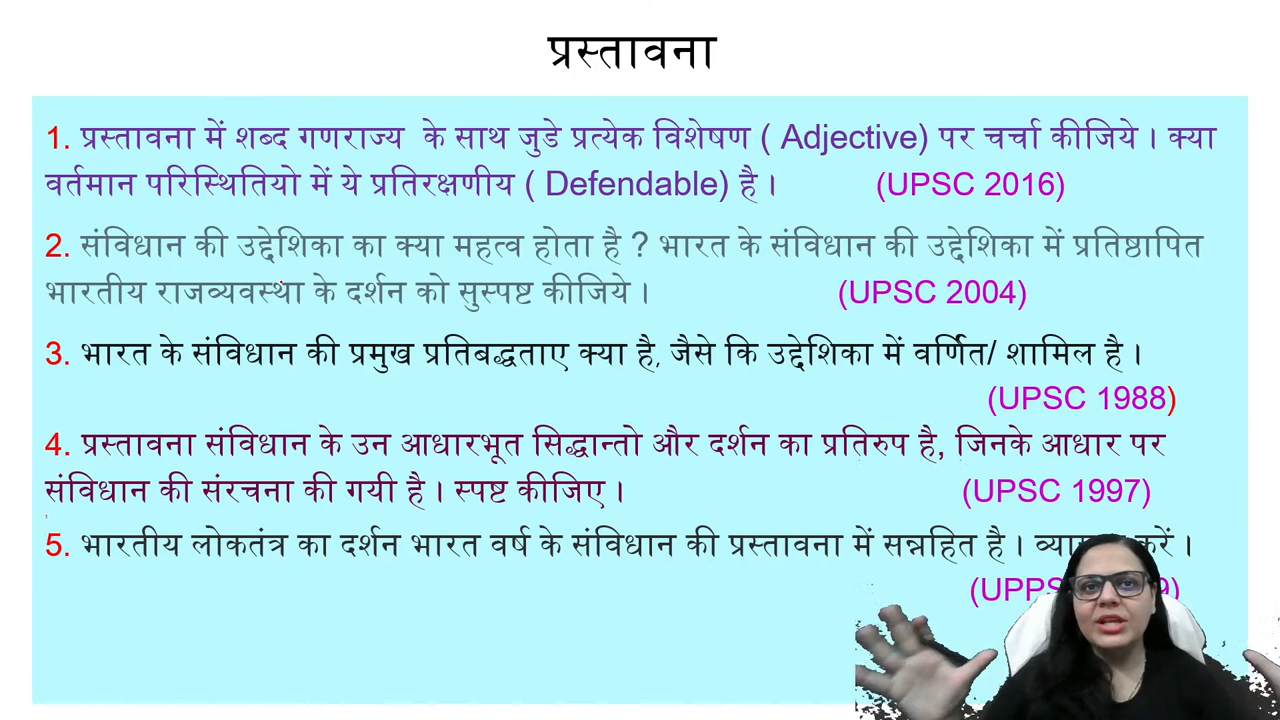 प्रस्तावना
1. प्रस्तावना में शब्द गणराज्य के साथ जुडे प्रत्येक विशेषण ( Adjective) पर चर्चा कीजिये । क्या
वर्तमान परिस्थितियो में ये प्रतिरक्षणीय ( Defendable) है । (UPSC 2016)
2. संविधान की उद्देशिका का क्या महत्व होता है ? भारत के संविधान की उद्देशिका में प्रतिष्ठापित
भारतीय राजव्यवस्था के दर्शन को सुस्पष्ट कीजिये । (UPSC 2004)
3. भारत के संविधान की प्रमुख प्रतिबद्धताए क्या है, जैसे कि उद्देशिका में वर्णित/ शामिल है ।
(UPSC 1988)
4. प्रस्तावना संविधान के उन आधारभूत सिद्धान्तो और दर्शन का प्रतिरुप है, जिनके आधार पर
संविधान की संरचना की गयी है । स्पष्ट कीजिए । (UPSC 1997)
5. भारतीय लोकतंत्र का दर्शन भारत वर्ष के संविधान की प्रस्तावना में सन्नहित है । करें ।